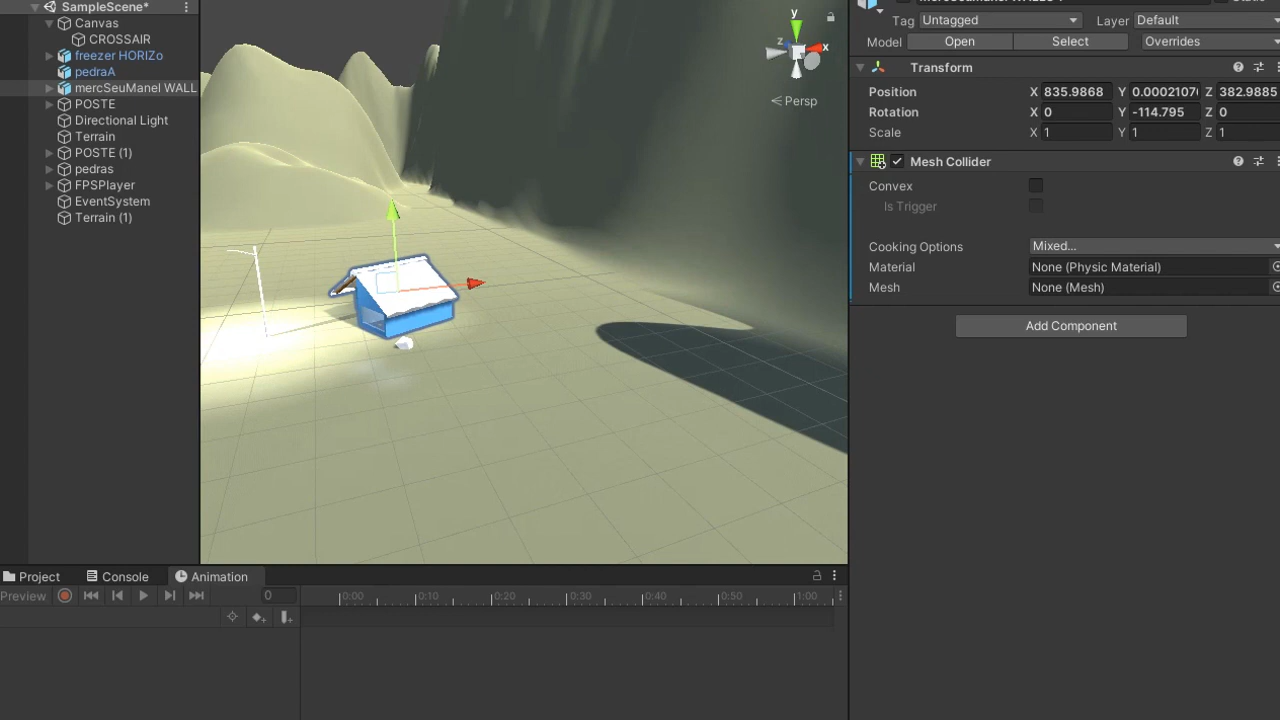 SampleScene*
Canvas
CROSSAIR
freezer HORIZo
pedraA
mercSeuManel WALL
POSTE
Directional Light
Terrain
POSTE (1)
pedras
FPSPlayer
EventSystem
Terrain (1)
y
z
x
Persp
Tag Untagged Layer Default
Model Open Select Overrides
Transform
Position X 835.9868 Y 0.00021070 Z 382.9885
Rotation X 0 Y -114.795 Z 0
Scale X 1 Y 1 Z 1
Mesh Collider
Convex
Is Trigger
Cooking Options Mixed...
Material None (Physic Material)
Mesh None (Mesh)
Add Component
Project Console Animation
Preview 0 0:00 0:10 0:20 0:30 0:40 0:50 1:00